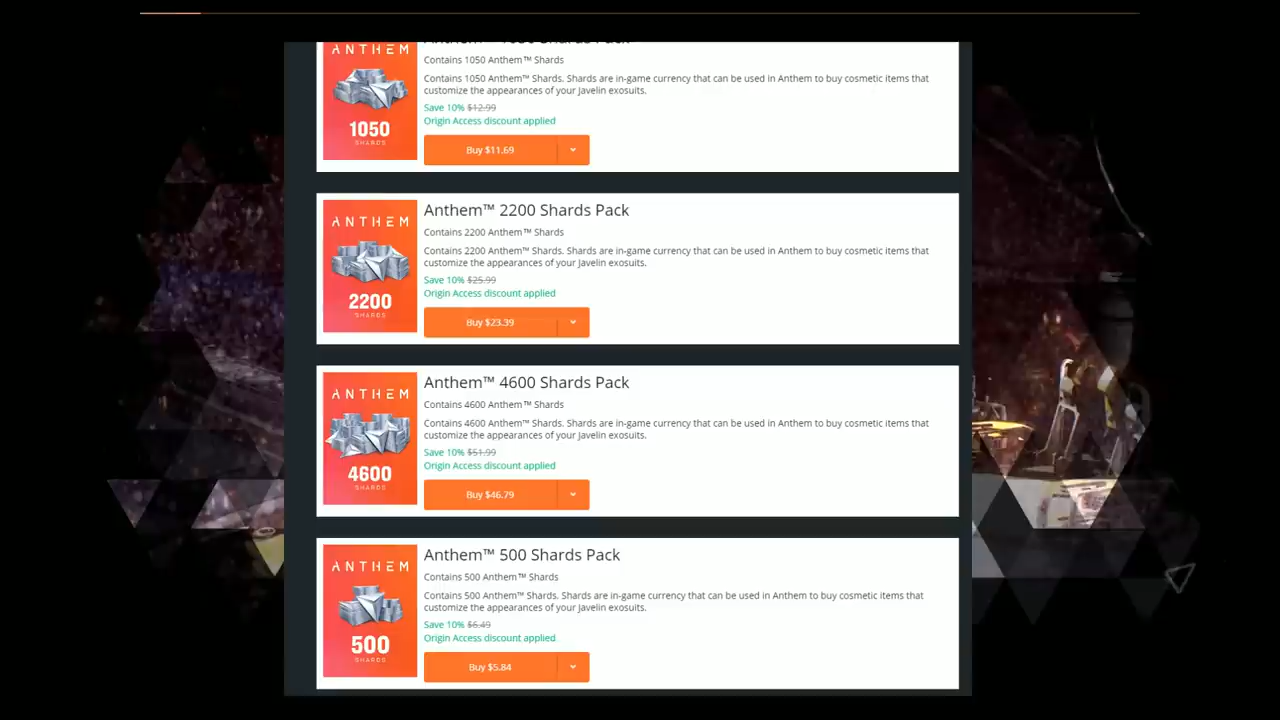 ANTHEM
1050
SHARDS
Contains 1050 Anthem™ Shards
Contains 1050 Anthem™ Shards. Shards are in-game currency that can be used in Anthem to buy cosmetic items that
customize the appearances of your Javelin exosuits.
Save 10% $12.99
Origin Access discount applied
Buy $11.69
ANTHEM
2200
SHARDS
Anthem™ 2200 Shards Pack
Contains 2200 Anthem™ Shards
Contains 2200 Anthem™ Shards. Shards are in-game currency that can be used in Anthem to buy cosmetic items that
customize the appearances of your Javelin exosuits.
Save 10% $25.99
Origin Access discount applied
Buy $23.39
ANTHEM
4600
SHARDS
Anthem™ 4600 Shards Pack
Contains 4600 Anthem™ Shards
Contains 4600 Anthem™ Shards. Shards are in-game currency that can be used in Anthem to buy cosmetic items that
customize the appearances of your Javelin exosuits.
Save 10% $51.99
Origin Access discount applied
Buy $46.79
ANTHEM
500
SHARDS
Anthem™ 500 Shards Pack
Contains 500 Anthem™ Shards
Contains 500 Anthem™ Shards. Shards are in-game currency that can be used in Anthem to buy cosmetic items that
customize the appearances of your Javelin exosuits.
Save 10% $6.49
Origin Access discount applied
Buy $5.84